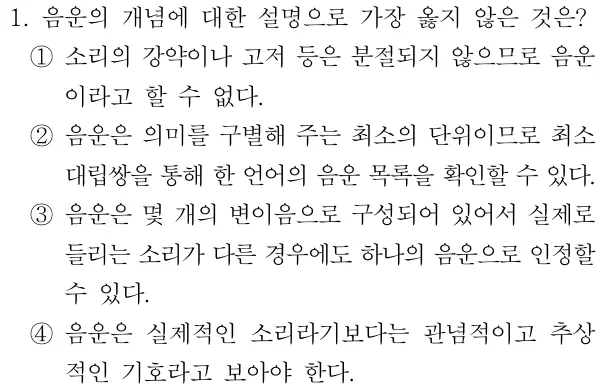 1. 음운의 개념에 대한 설명으로 가장 옳지 않은 것은?
① 소리의 강약이나 고저 등은 분절되지 않으므로 음운
이라고 할 수 없다.
② 음운은 의미를 구별해 주는 최소의 단위이므로 최소
대립쌍을 통해 한 언어의 음운 목록을 확인할 수 있다.
③ 음운은 몇 개의 변이음으로 구성되어 있어서 실제로
들리는 소리가 다른 경우에도 하나의 음운으로 인정할
수 있다.
④ 음운은 실제적인 소리라기보다는 관념적이고 추상
적인 기호라고 보아야 한다.